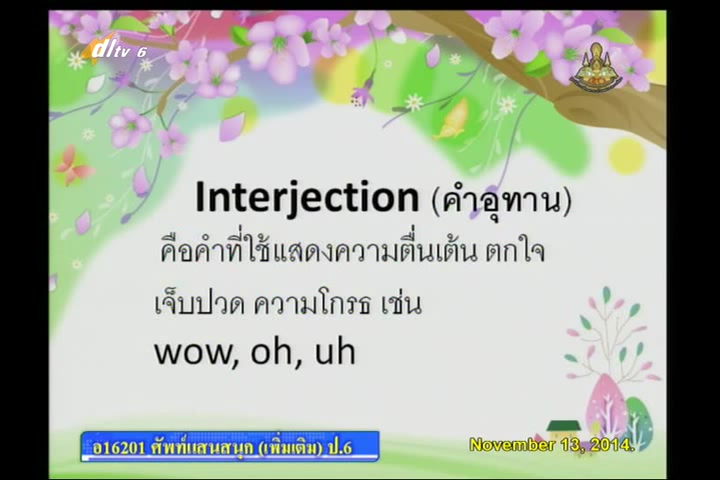 dltv 6
Interjection (คำอุทาน)
คือคำที่ใช้แสดงความตื่นเต้น ตกใจ
เจ็บปวด ความโกรธ เช่น
wow, oh, uh
อ16201 ศัพท์แสนสนุก (เพิ่มเติม) ป.6
November 13, 2014.